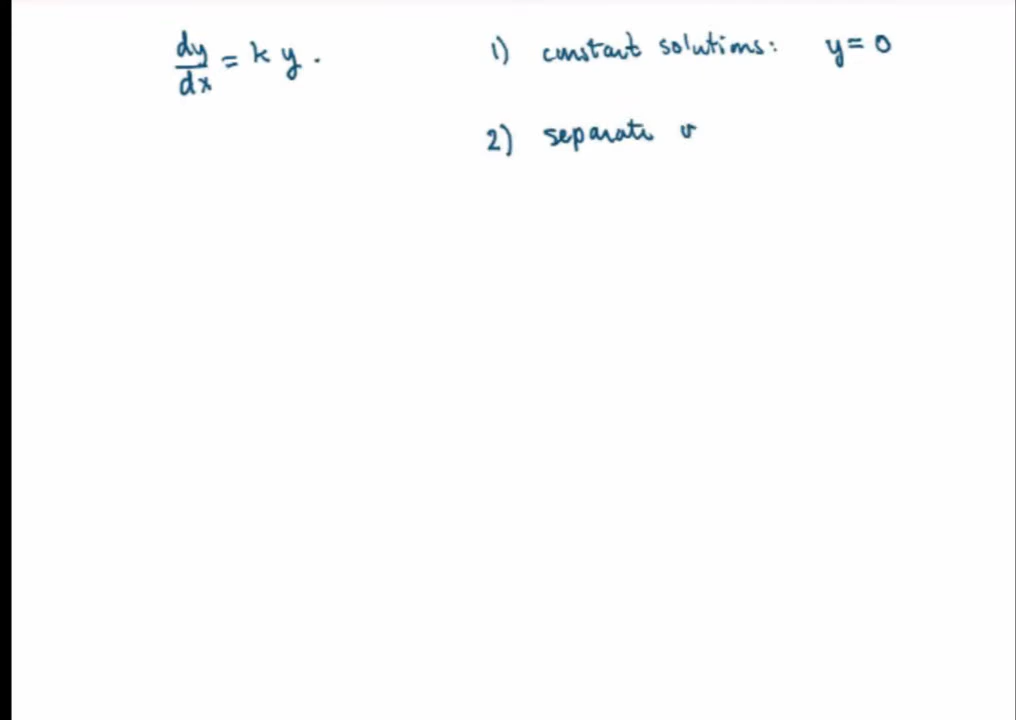 dy/dx = k y .
1) constant solutions: y = 0
2) separate v